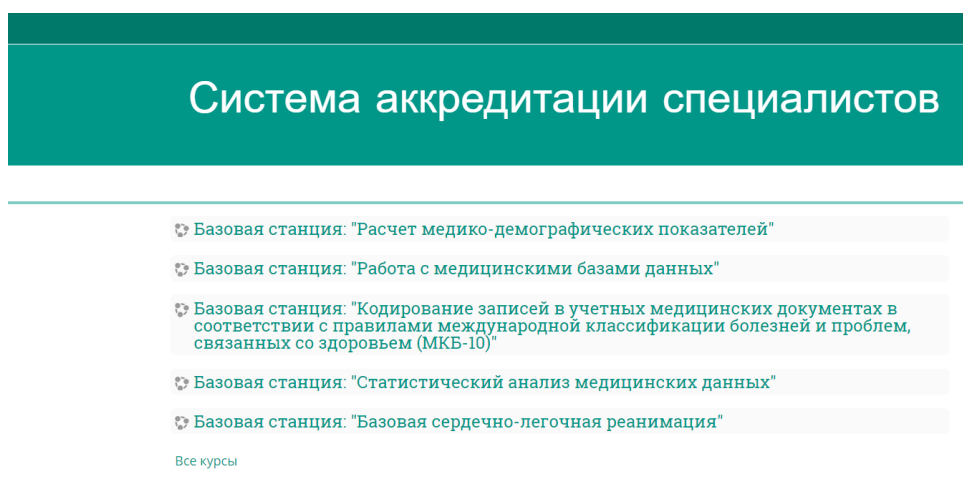 Система аккредитации специалистов
Базовая станция: "Расчет медико-демографических показателей"
Базовая станция: "Работа с медицинскими базами данных"
Базовая станция: "Кодирование записей в учетных медицинских документах в
соответствии с правилами международной классификации болезней и проблем,
связанных со здоровьем (МКБ-10)"
Базовая станция: "Статистический анализ медицинских данных"
Базовая станция: "Базовая сердечно-легочная реанимация"
Все курсы